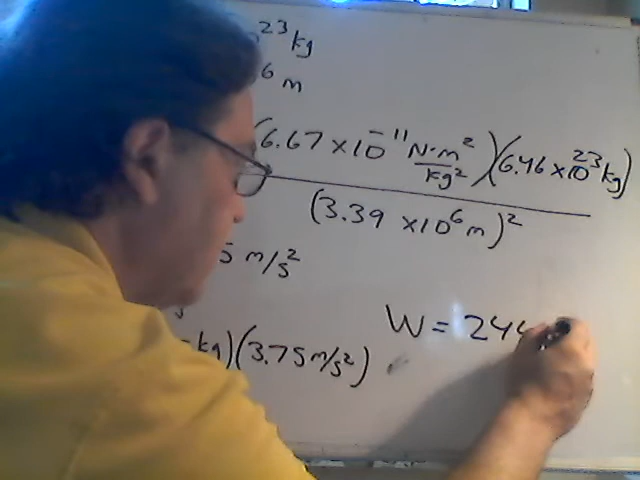 23 kg
6 m
(6.67 × 10⁻¹¹ N·m²/kg²)(6.46 × 10²³ kg)
(3.39 × 10⁶ m)²
5 m/s²
kg)(3.75 m/s²) W = 244